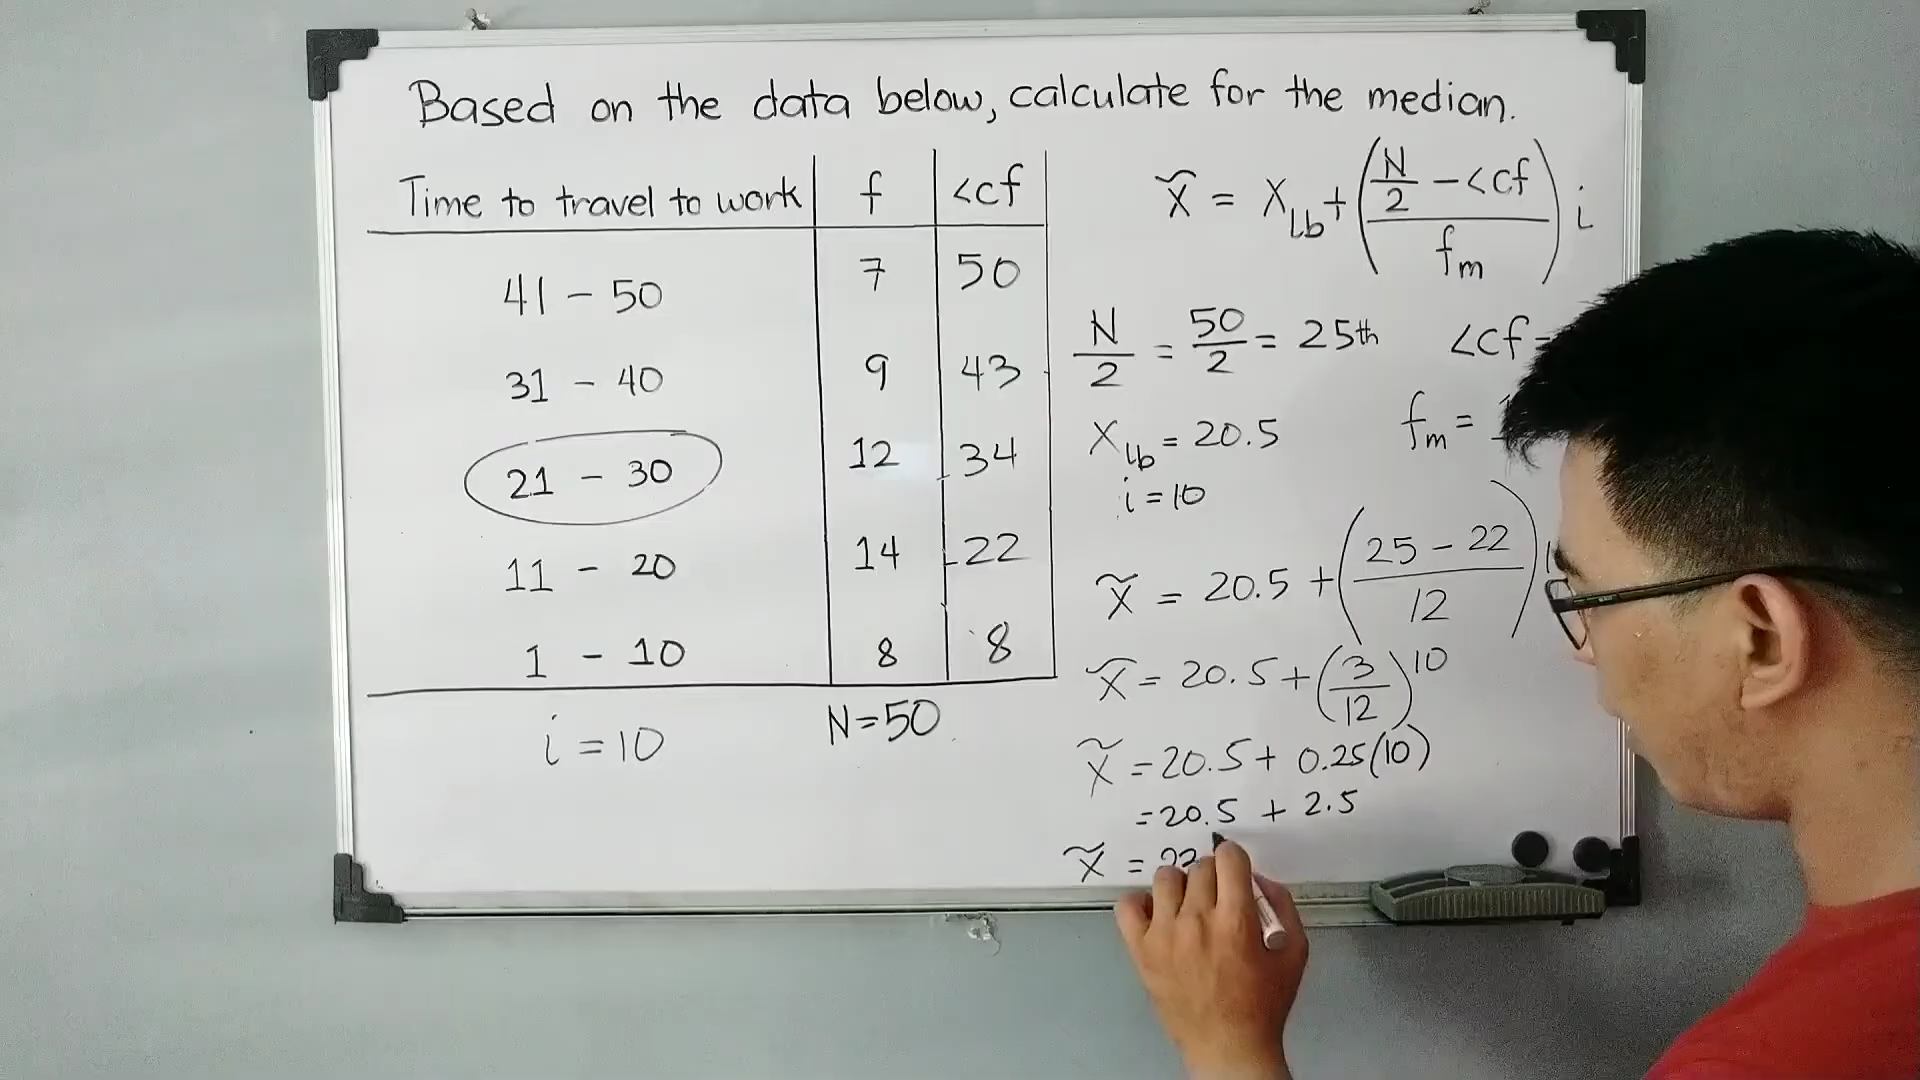 Based on the data below, calculate for the median.
Time to travel to work f <cf
41 - 50 7 50
31 - 40 9 43
21 - 30 12 34
11 - 20 14 22
1 - 10 8 8
i = 10 N=50
x̃ = X_lb + (N/2 - <cf / f_m) i
N/2 = 50/2 = 25th <cf =
X_lb = 20.5 f_m =
i = 10
x̃ = 20.5 + (25 - 22 / 12)
x̃ = 20.5 + (3/12) 10
x̃ = 20.5 + 0.25(10)
= 20.5 + 2.5
x̃ = 23